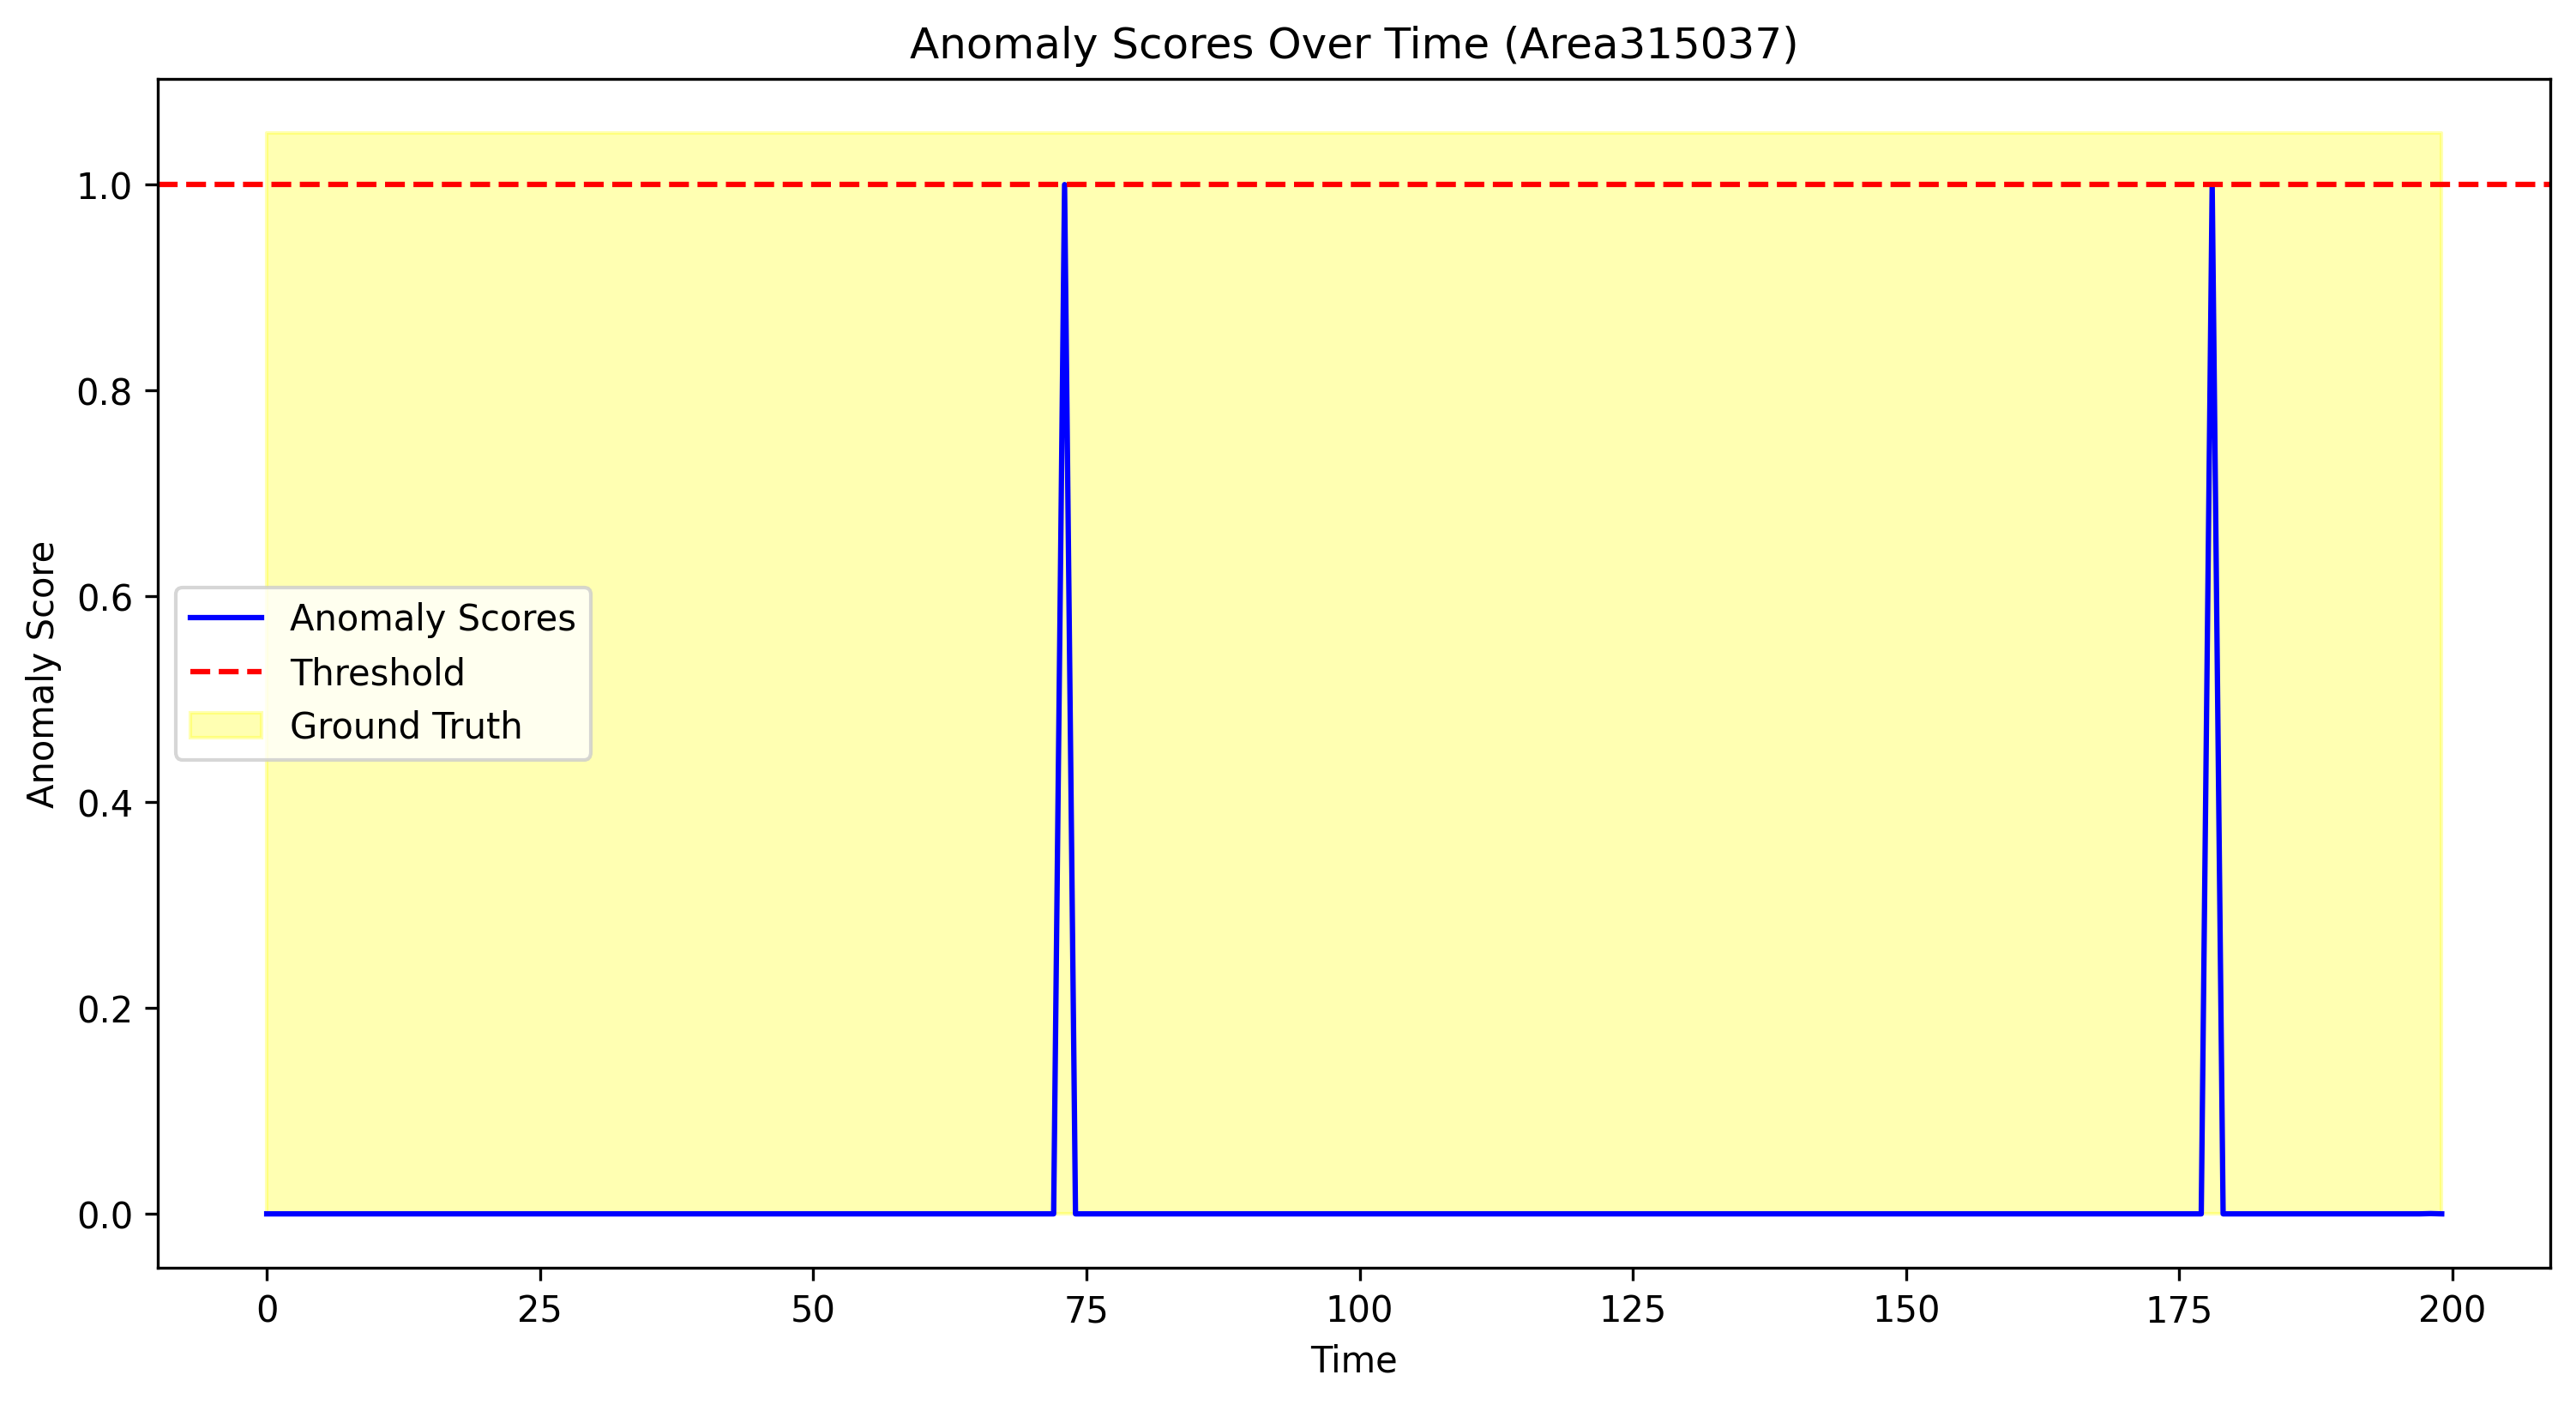 Anomaly Scores Over Time (Area315037)
Anomaly Score
1.0
0.8
0.6
0.4
0.2
0.0
Anomaly Scores
Threshold
Ground Truth
0 25 50 75 100 125 150 175 200
Time